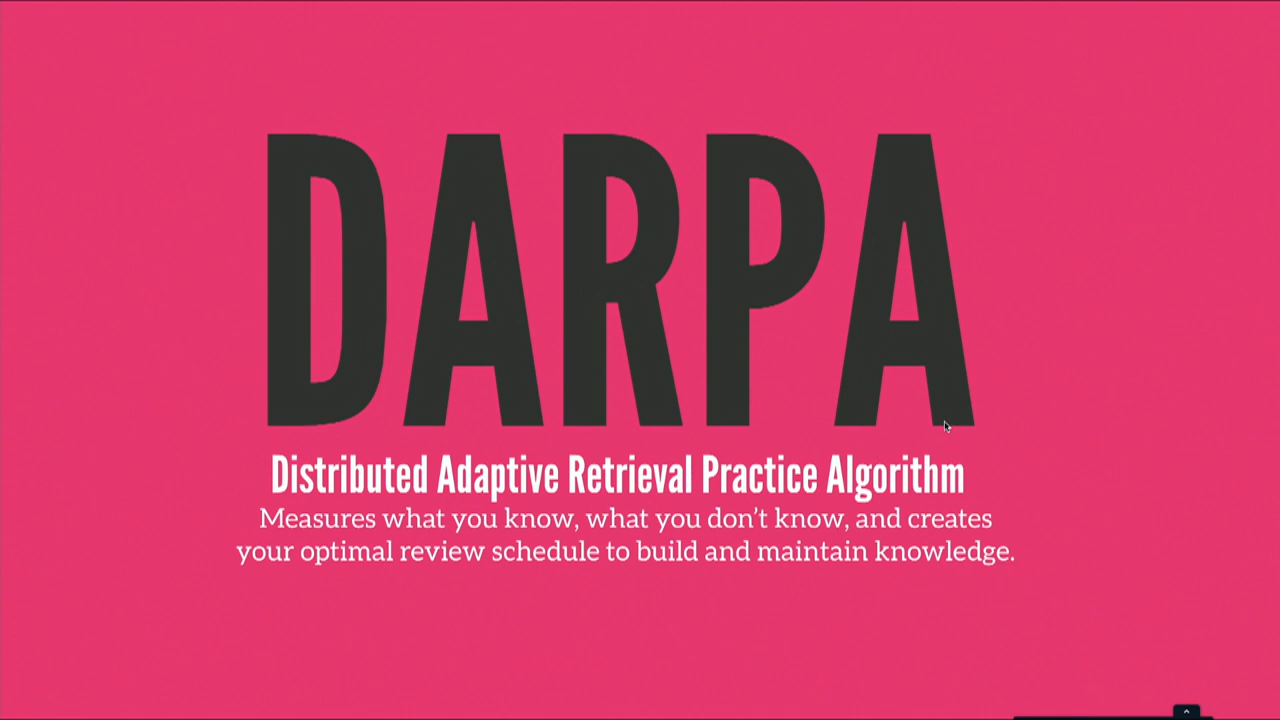 DARPA
Distributed Adaptive Retrieval Practice Algorithm
Measures what you know, what you don’t know, and creates
your optimal review schedule to build and maintain knowledge.